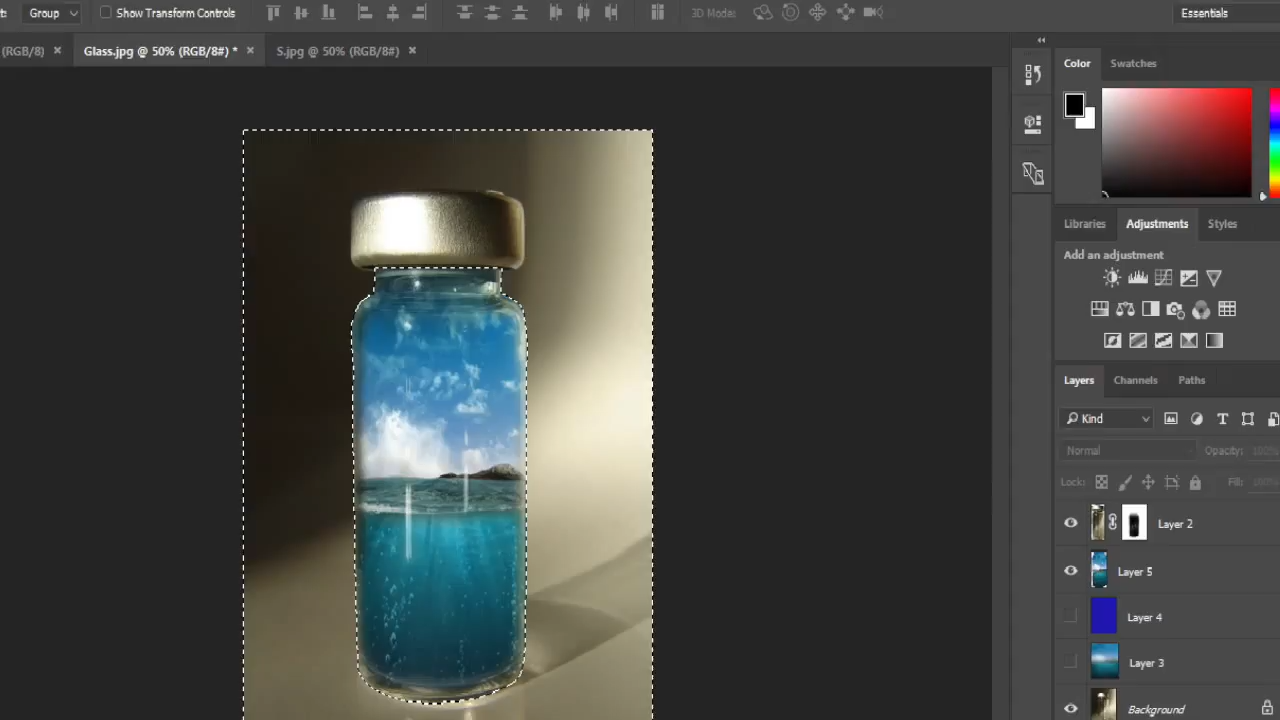 Group Show Transform Controls 3D Mode: Essentials
(RGB/8) × Glass.jpg @ 50% (RGB/8#) * × S.jpg @ 50% (RGB/8#) ×
Color Swatches
Libraries Adjustments Styles
Add an adjustment
Layers Channels Paths
Kind
Normal Opacity: 100%
Lock: Fill: 100%
Layer 2
Layer 5
Layer 4
Layer 3
Background